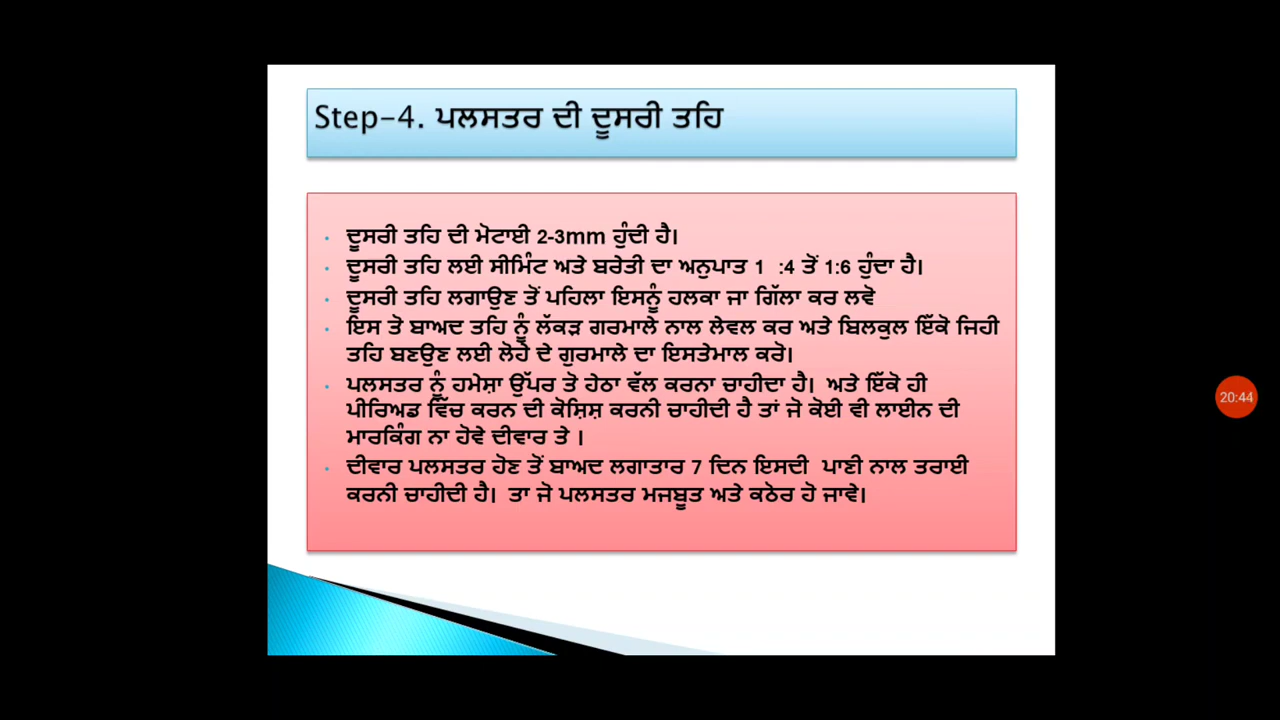 Step-4. ਪਲਸਤਰ ਦੀ ਦੂਸਰੀ ਤਹਿ
• ਦੂਸਰੀ ਤਹਿ ਦੀ ਮੋਟਾਈ 2-3mm ਹੁੰਦੀ ਹੈ।
• ਦੂਸਰੀ ਤਹਿ ਲਈ ਸੀਮਿੰਟ ਅਤੇ ਬਰੇਤੀ ਦਾ ਅਨੁਪਾਤ 1 :4 ਤੋਂ 1:6 ਹੁੰਦਾ ਹੈ।
• ਦੂਸਰੀ ਤਹਿ ਲਗਾਉਣ ਤੋਂ ਪਹਿਲਾ ਇਸਨੂੰ ਹਲਕਾ ਜਾ ਗਿੱਲਾ ਕਰ ਲਵੋ
• ਇਸ ਤੋ ਬਾਅਦ ਤਹਿ ਨੂੰ ਲੱਕੜ ਗਰਮਾਲੇ ਨਾਲ ਲੇਵਲ ਕਰ ਅਤੇ ਬਿਲਕੁਲ ਇੱਕੋ ਜਿਹੀ
ਤਹਿ ਬਣਉਣ ਲਈ ਲੋਹੇ ਦੇ ਗੁਰਮਾਲੇ ਦਾ ਇਸਤੇਮਾਲ ਕਰੋ।
• ਪਲਸਤਰ ਨੂੰ ਹਮੇਸ਼ਾ ਉੱਪਰ ਤੋ ਹੇਠਾ ਵੱਲ ਕਰਨਾ ਚਾਹੀਦਾ ਹੈ। ਅਤੇ ਇੱਕੋ ਹੀ
ਪੀਰਿਅਡ ਵਿੱਚ ਕਰਨ ਦੀ ਕੋਸ਼ਿਸ਼ ਕਰਨੀ ਚਾਹੀਦੀ ਹੈ ਤਾਂ ਜੋ ਕੋਈ ਵੀ ਲਾਈਨ ਦੀ
ਮਾਰਕਿੰਗ ਨਾ ਹੋਵੇ ਦੀਵਾਰ ਤੇ ।
• ਦੀਵਾਰ ਪਲਸਤਰ ਹੋਣ ਤੋਂ ਬਾਅਦ ਲਗਾਤਾਰ 7 ਦਿਨ ਇਸਦੀ ਪਾਣੀ ਨਾਲ ਤਰਾਈ
ਕਰਨੀ ਚਾਹੀਦੀ ਹੈ। ਤਾ ਜੋ ਪਲਸਤਰ ਮਜਬੂਤ ਅਤੇ ਕਠੋਰ ਹੋ ਜਾਵੇ।
20:44